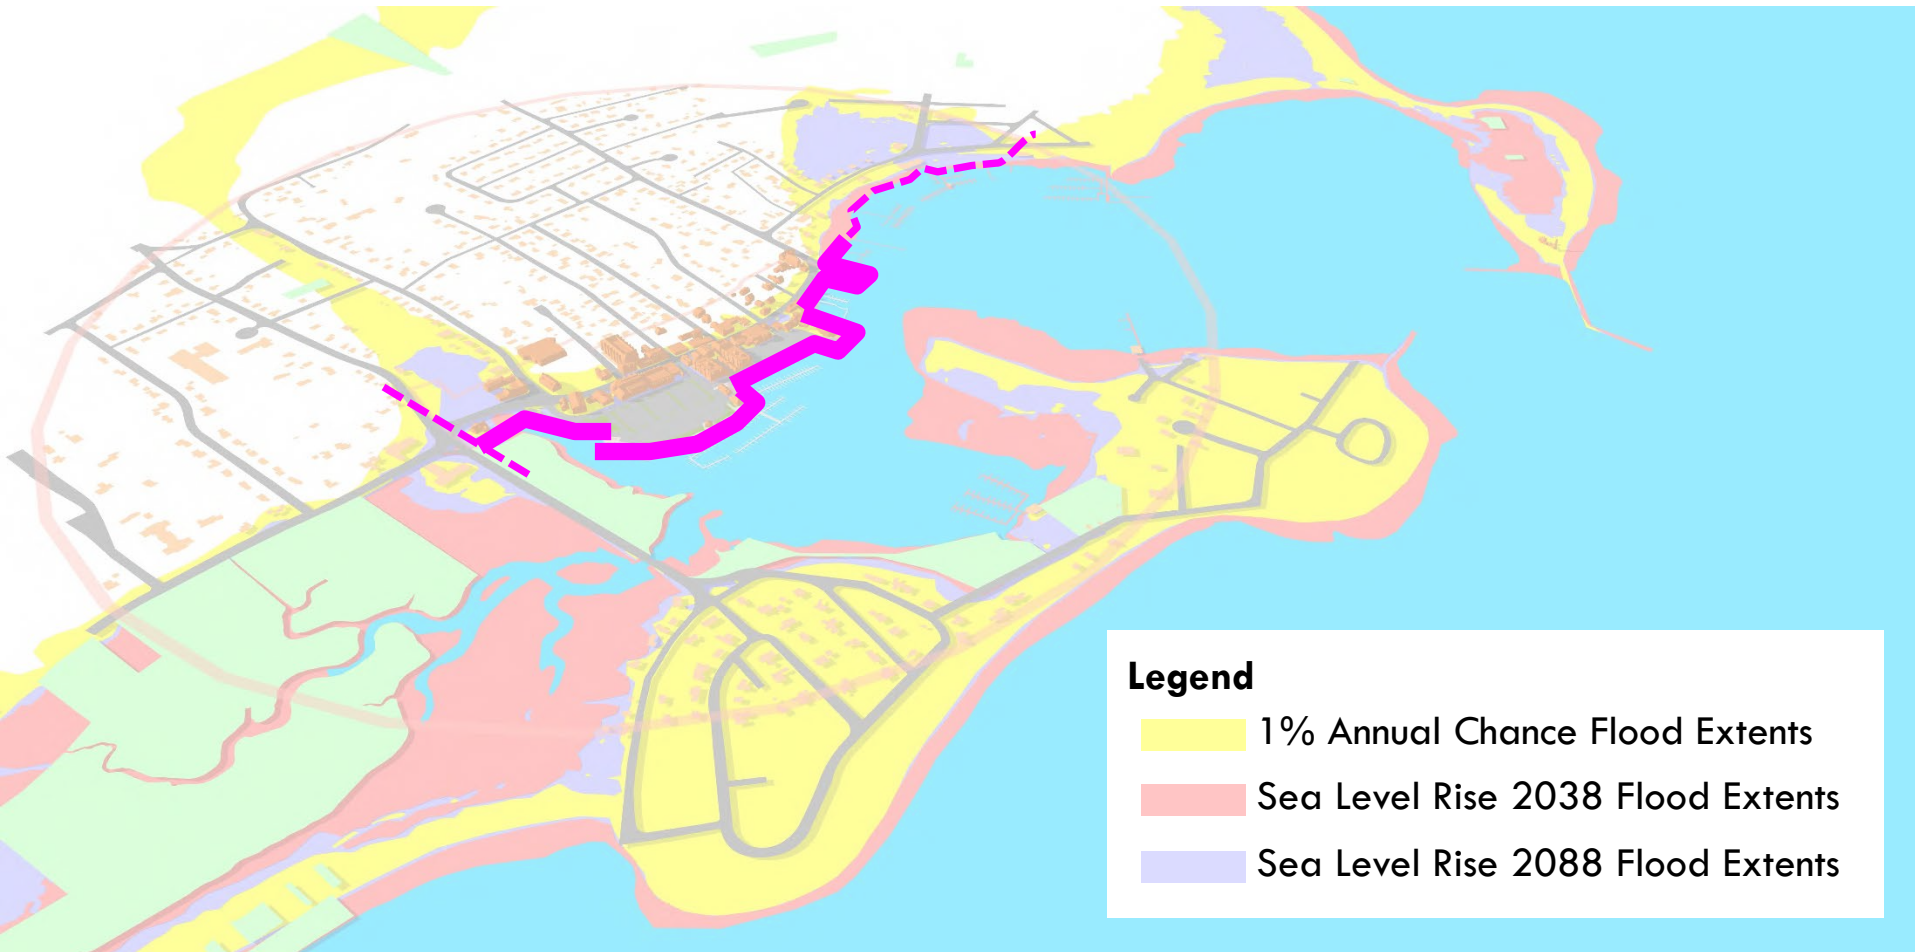 Legend
1% Annual Chance Flood Extents
Sea Level Rise 2038 Flood Extents
Sea Level Rise 2088 Flood Extents